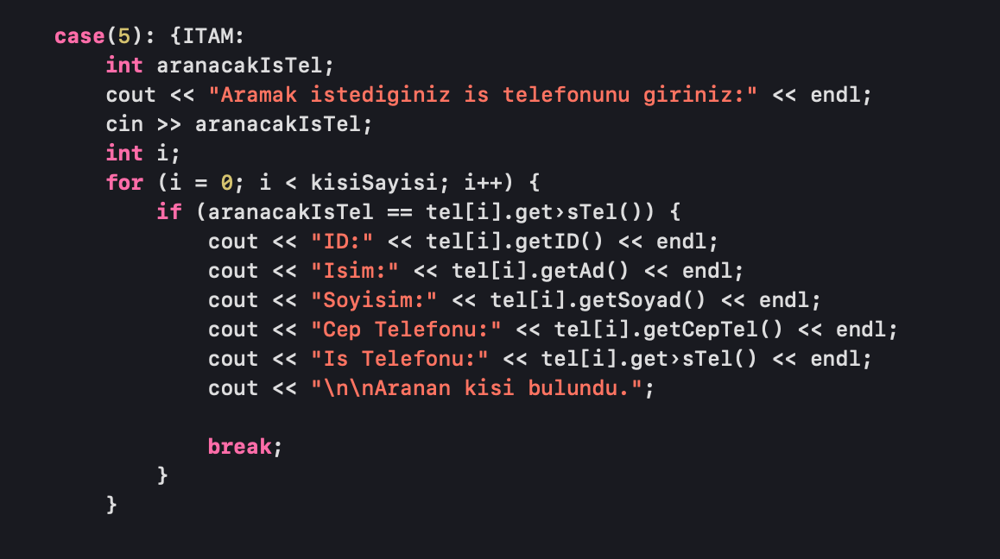 case(5): {ITAM:
int aranacakIsTel;
cout << "Aramak istediginiz is telefonunu giriniz:" << endl;
cin >> aranacakIsTel;
int i;
for (i = 0; i < kisiSayisi; i++) {
if (aranacakIsTel == tel[i].get›sTel()) {
cout << "ID:" << tel[i].getID() << endl;
cout << "Isim:" << tel[i].getAd() << endl;
cout << "Soyisim:" << tel[i].getSoyad() << endl;
cout << "Cep Telefonu:" << tel[i].getCepTel() << endl;
cout << "Is Telefonu:" << tel[i].get›sTel() << endl;
cout << "\n\nAranan kisi bulundu.";
break;
}
}